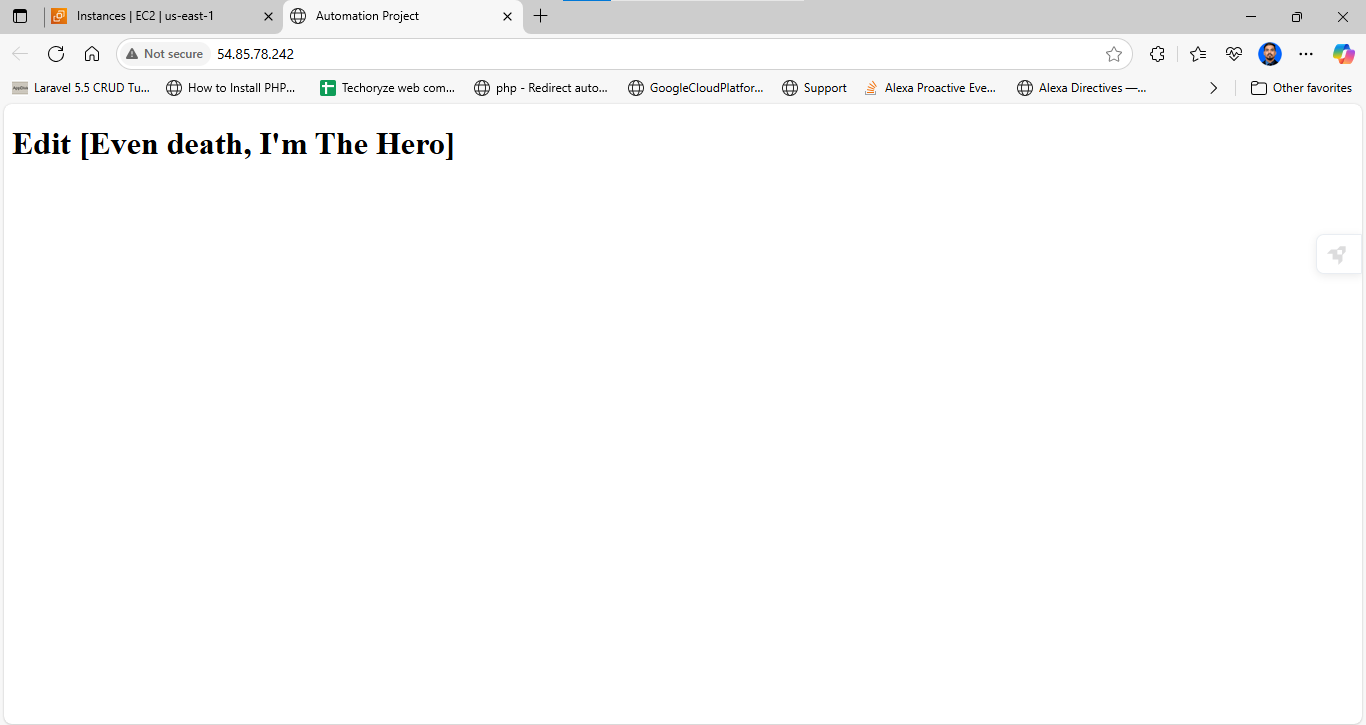 Instances | EC2 | us-east-1
Automation Project
Not secure
54.85.78.242
Laravel 5.5 CRUD Tu...
How to Install PHP...
Techoryze web com...
php - Redirect auto...
GoogleCloudPlatfor...
Support
Alexa Proactive Eve...
Alexa Directives —...
Other favorites
Edit [Even death, I'm The Hero]